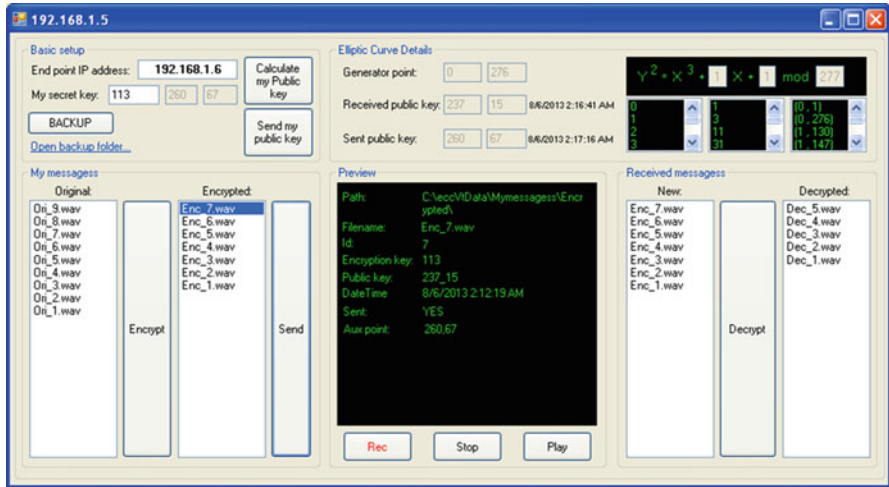 192.168.1.5
Basic setup
End point IP address: 192.168.1.6
My secret key: 113 260 67
Calculate my Public key
BACKUP
Send my public key
Open backup folder...
Elliptic Curve Details
Generator point: 0 276
Received public key: 237 15 8/6/2013 2:16:41 AM
Sent public key: 260 67 8/6/2013 2:17:16 AM
Y 2 = X 3 + 1 X + 1 mod 277
0
1
2
3
1
3
11
31
(0 , 1)
(0 , 276)
(1 , 130)
(1 , 147)
My messagess
Original:
Ori_9.wav
Ori_8.wav
Ori_7.wav
Ori_6.wav
Ori_5.wav
Ori_4.wav
Ori_3.wav
Ori_2.wav
Ori_1.wav
Encrypt
Encrypted:
Enc_7.wav
Enc_6.wav
Enc_5.wav
Enc_4.wav
Enc_3.wav
Enc_2.wav
Enc_1.wav
Send
Preview
Path: C:\eccVtData\Mymessagess\Encr
ypted\
Filename: Enc_7.wav
Id: 7
Encryption key: 113
Public key: 237_15
DateTime 8/6/2013 2:12:19 AM
Sent: YES
Aux point: 260,67
Rec
Stop
Play
Received messagess
New:
Enc_7.wav
Enc_6.wav
Enc_5.wav
Enc_4.wav
Enc_3.wav
Enc_2.wav
Enc_1.wav
Decrypt
Decrypted:
Dec_5.wav
Dec_4.wav
Dec_3.wav
Dec_2.wav
Dec_1.wav